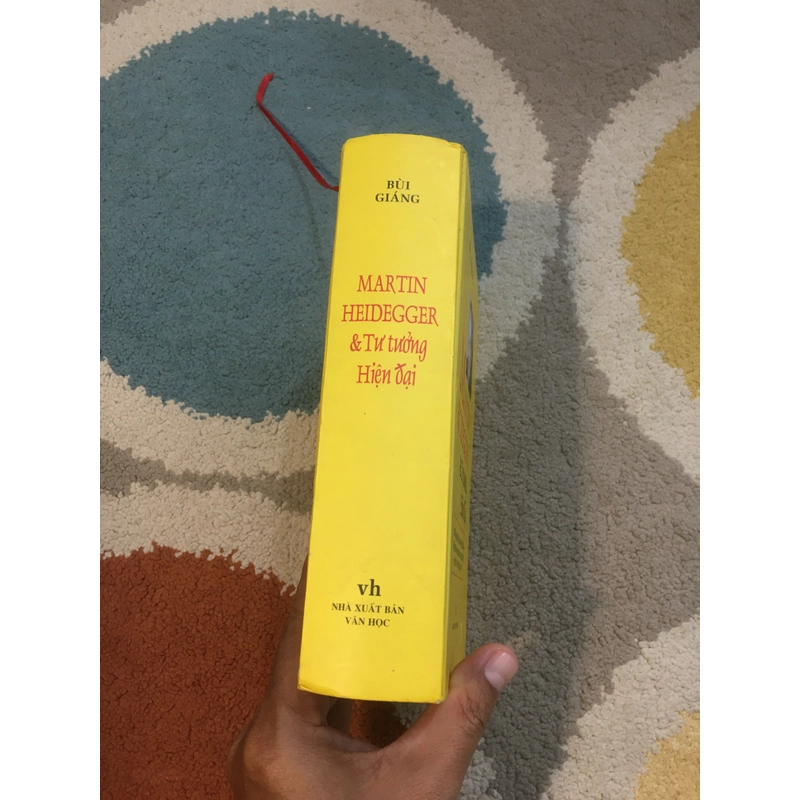 BÙI
GIÁNG
MARTIN
HEIDEGGER
& Tư tưởng
Hiện đại
vh
NHÀ XUẤT BẢN
VĂN HỌC